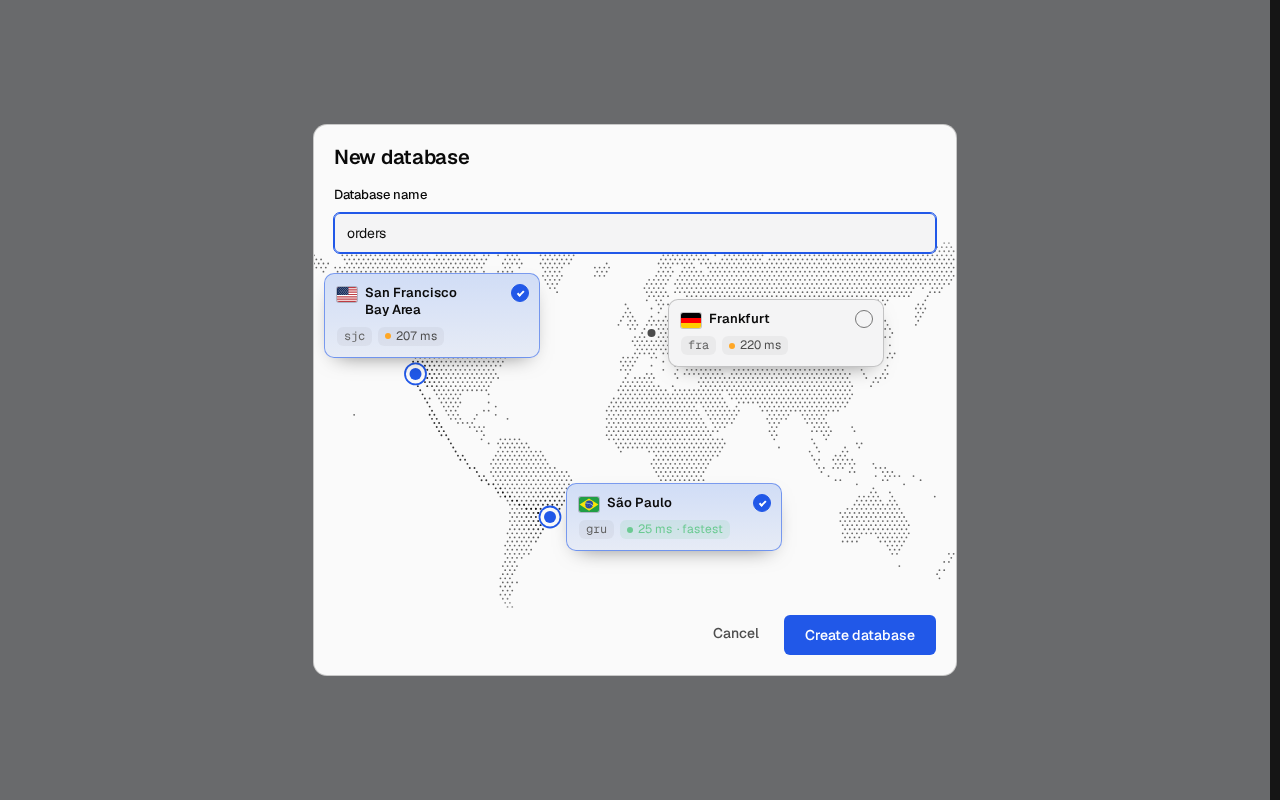 New database
Database name
orders
San Francisco
Bay Area
sjc
207 ms
Frankfurt
fra
220 ms
São Paulo
gru
25 ms · fastest
Cancel
Create database